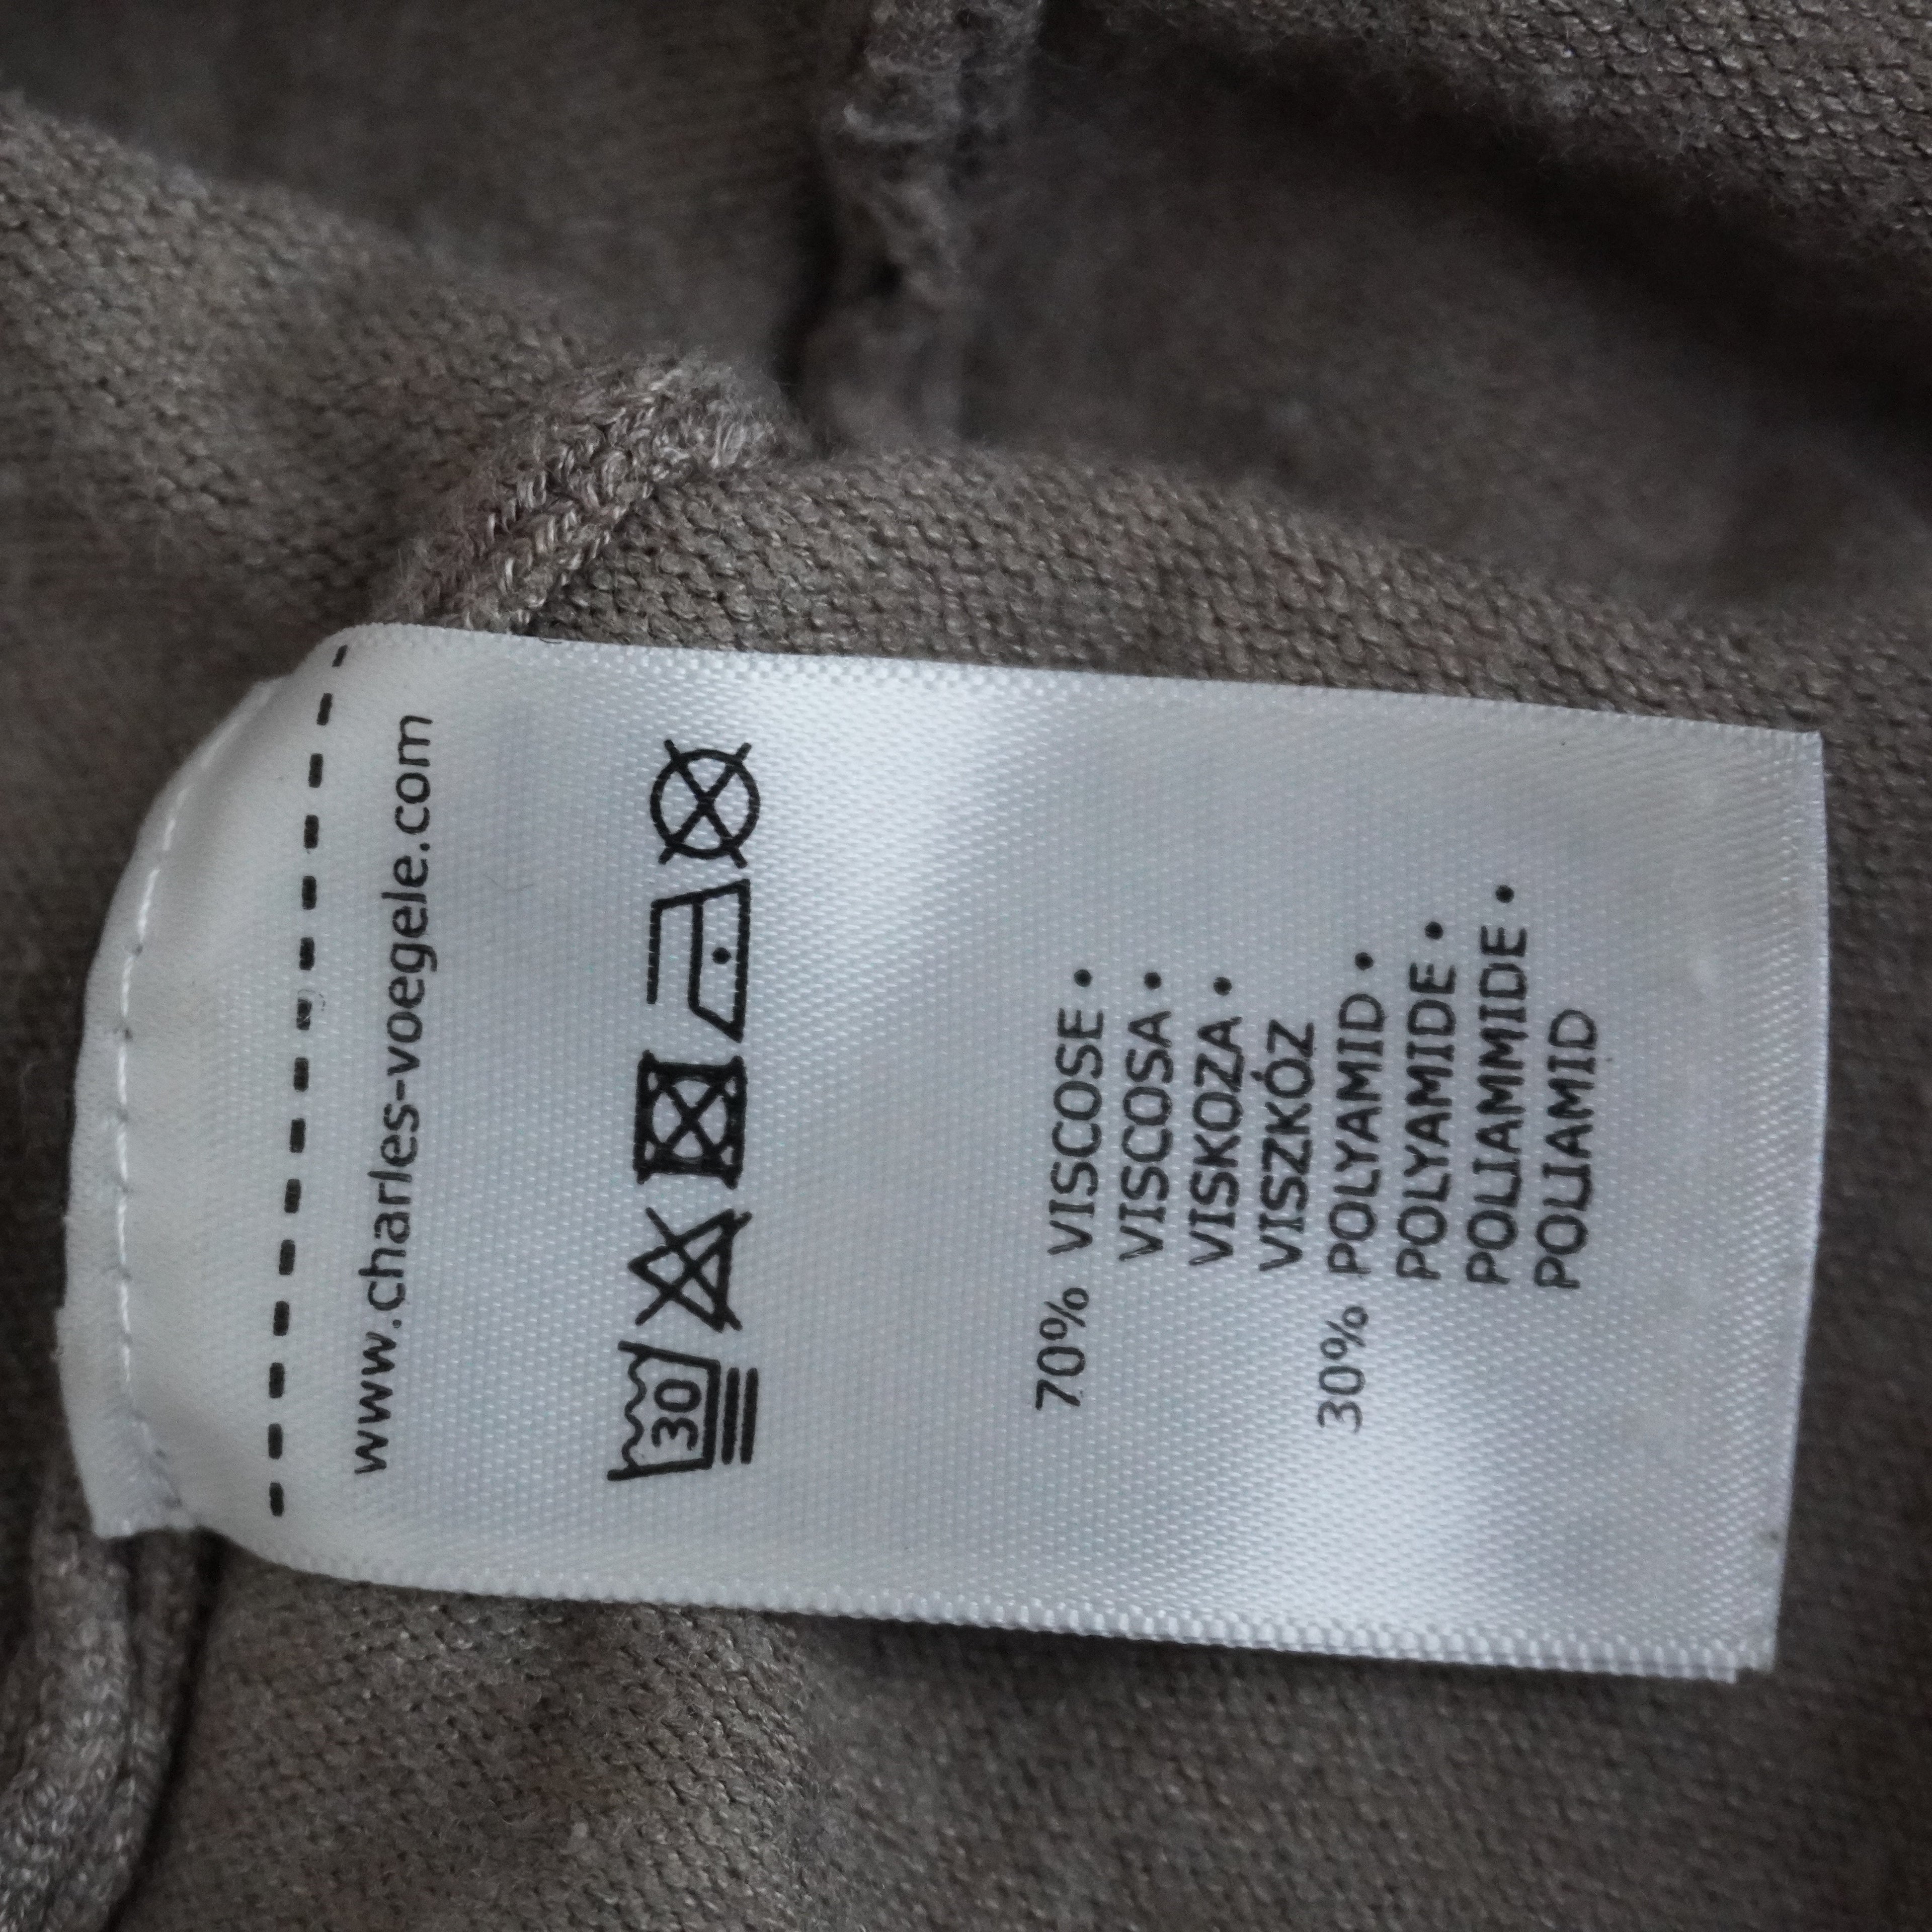 www.charles-voegele.com
30
70% VISCOSE •
VISCOSA •
VISKOZA •
VISZKÓZ
30% POLYAMID •
POLYAMIDE •
POLIAMMIDE •
POLIAMID